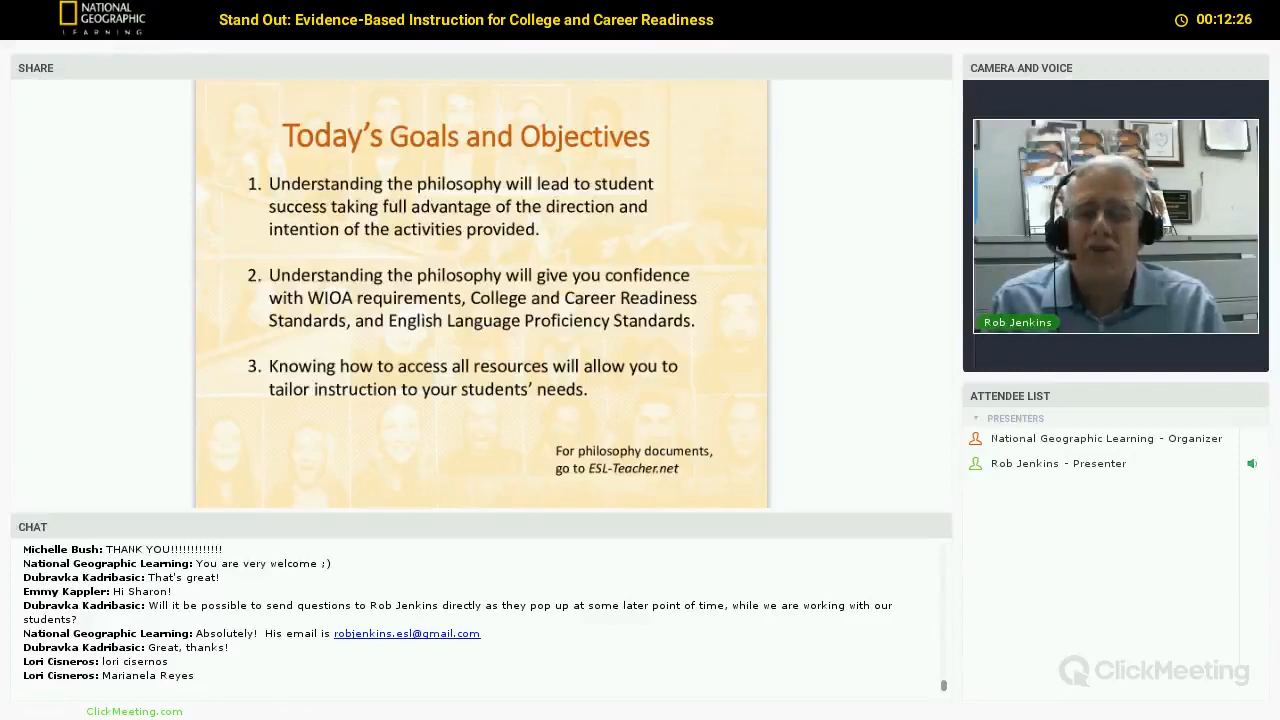 NATIONAL
GEOGRAPHIC
LEARNING
Stand Out: Evidence-Based Instruction for College and Career Readiness
00:12:26
SHARE
Today's Goals and Objectives
1. Understanding the philosophy will lead to student
success taking full advantage of the direction and
intention of the activities provided.
2. Understanding the philosophy will give you confidence
with WIOA requirements, College and Career Readiness
Standards, and English Language Proficiency Standards.
3. Knowing how to access all resources will allow you to
tailor instruction to your students' needs.
For philosophy documents,
go to ESL-Teacher.net
CAMERA AND VOICE
Rob Jenkins
ATTENDEE LIST
PRESENTERS
National Geographic Learning - Organizer
Rob Jenkins - Presenter
CHAT
Michelle Bush: THANK YOU!!!!!!!!!!!!!
National Geographic Learning: You are very welcome ;)
Dubravka Kadribasic: That's great!
Emmy Kappler: Hi Sharon!
Dubravka Kadribasic: Will it be possible to send questions to Rob Jenkins directly as they pop up at some later point of time, while we are working with our
students?
National Geographic Learning: Absolutely! His email is robjenkins.esl@gmail.com
Dubravka Kadribasic: Great, thanks!
Lori Cisneros: lori cisernos
Lori Cisneros: Marianela Reyes
ClickMeeting
ClickMeeting.com